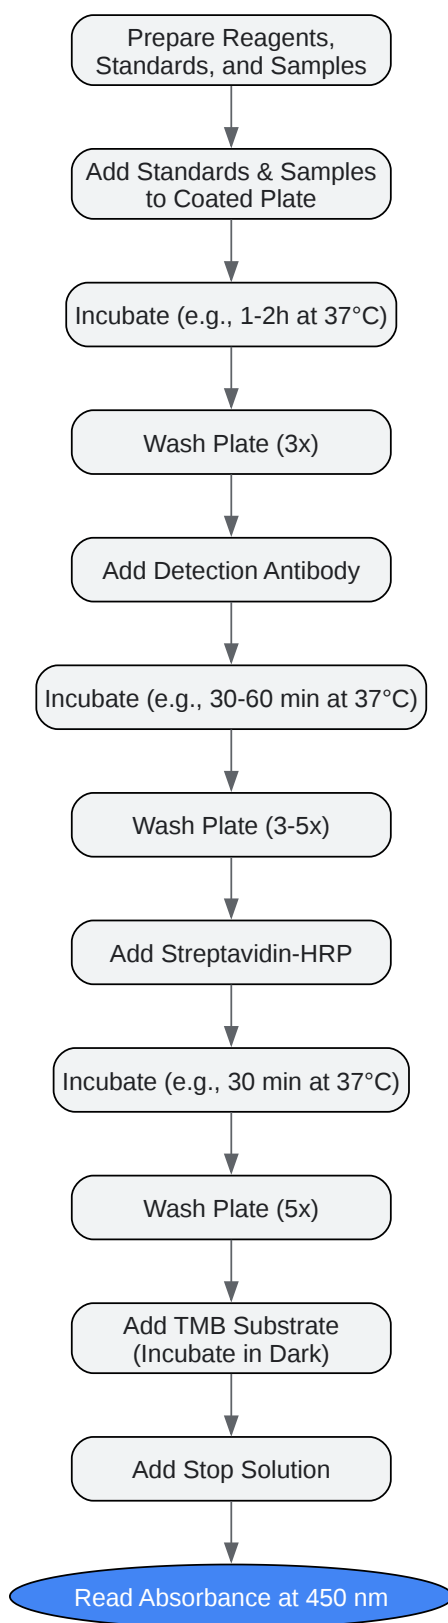 Prepare Reagents,
Standards, and Samples
Add Standards & Samples
to Coated Plate
Incubate (e.g., 1-2h at 37°C)
Wash Plate (3x)
Add Detection Antibody
Incubate (e.g., 30-60 min at 37°C)
Wash Plate (3-5x)
Add Streptavidin-HRP
Incubate (e.g., 30 min at 37°C)
Wash Plate (5x)
Add TMB Substrate
(Incubate in Dark)
Add Stop Solution
Read Absorbance at 450 nm